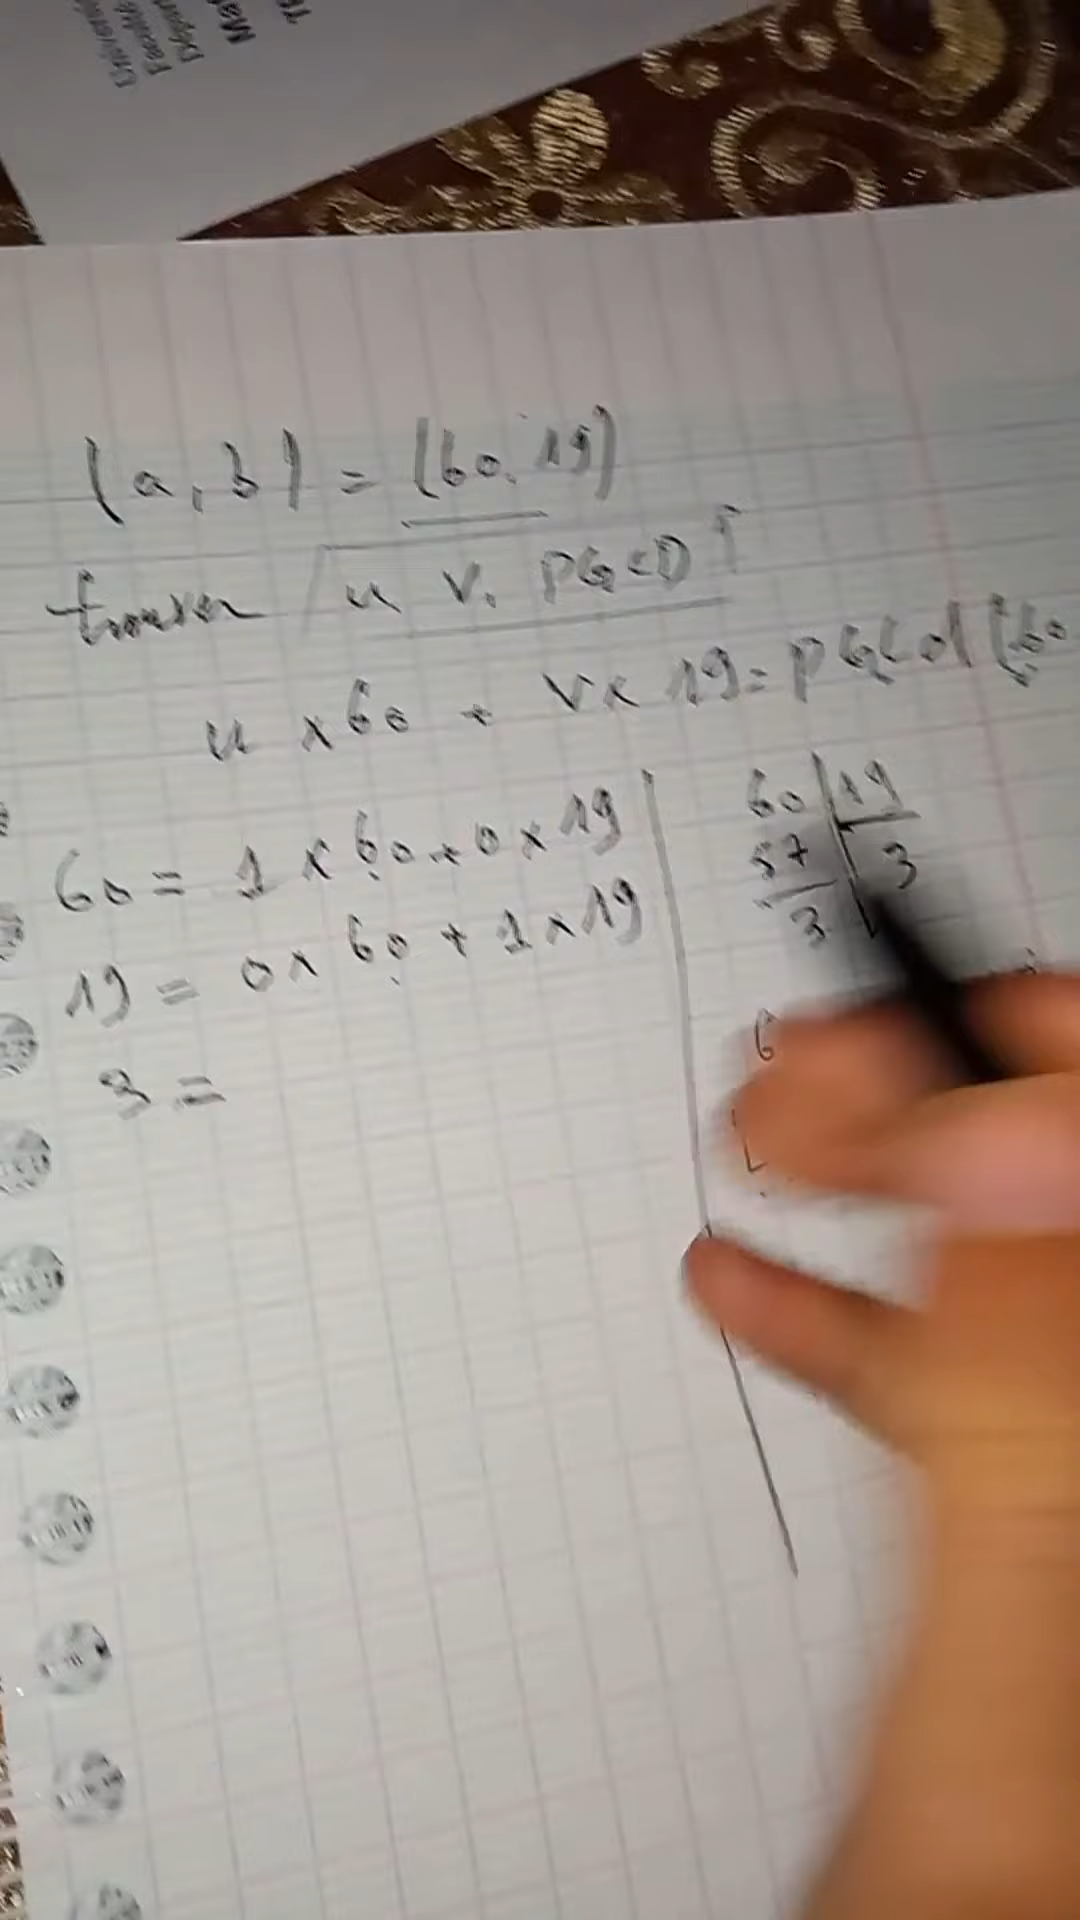 Ma
(a, b) = (60, 19)
trouver u v. PGCD
u x 60 + v x 19 = PGCD (60
60 = 1 x 60 + 0 x 19
19 = 0 x 60 + 1 x 19
3 =
60 | 19
57 | 3
3